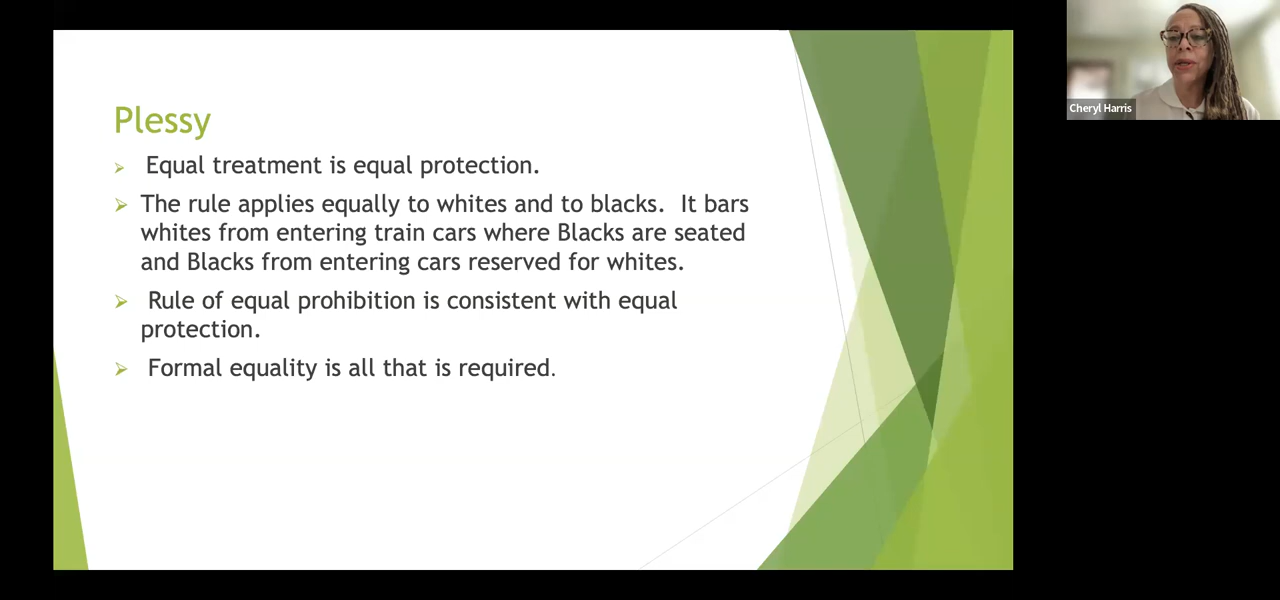 Plessy
Equal treatment is equal protection.
The rule applies equally to whites and to blacks.  It bars
whites from entering train cars where Blacks are seated
and Blacks from entering cars reserved for whites.
Rule of equal prohibition is consistent with equal
protection.
Formal equality is all that is required.
Cheryl Harris